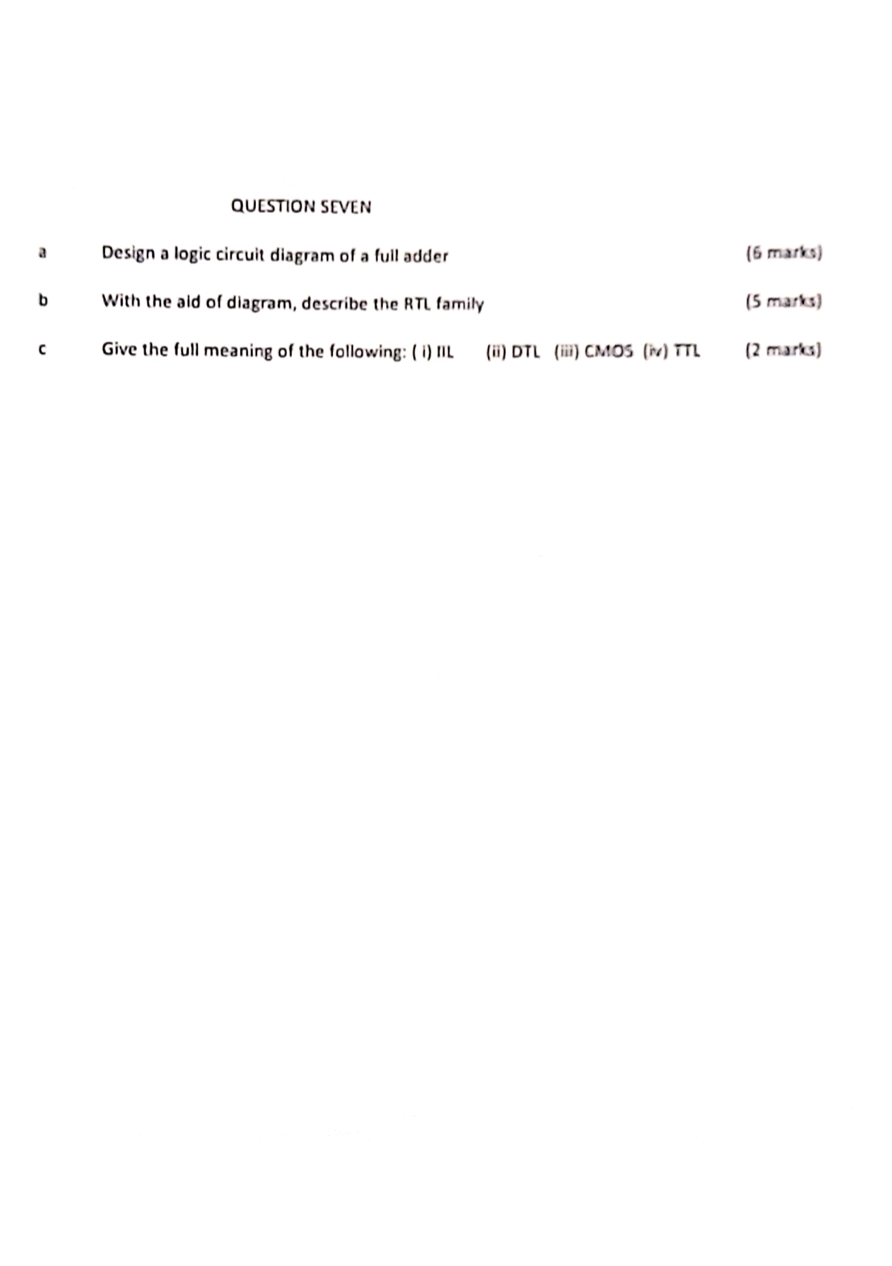 QUESTION SEVEN
a Design a logic circuit diagram of a full adder (6 marks)
b With the aid of diagram, describe the RTL family (5 marks)
c Give the full meaning of the following: ( i) IIL (ii) DTL (iii) CMOS (iv) TTL (2 marks)